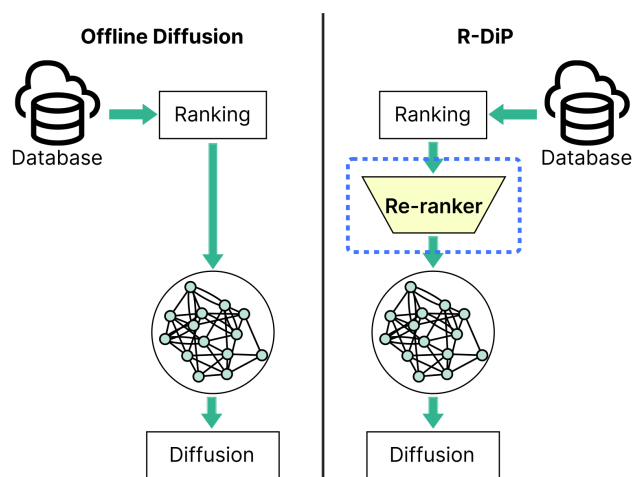 Offline Diffusion
Database
Ranking
Diffusion
R-DiP
Ranking
Database
Re-ranker
Diffusion